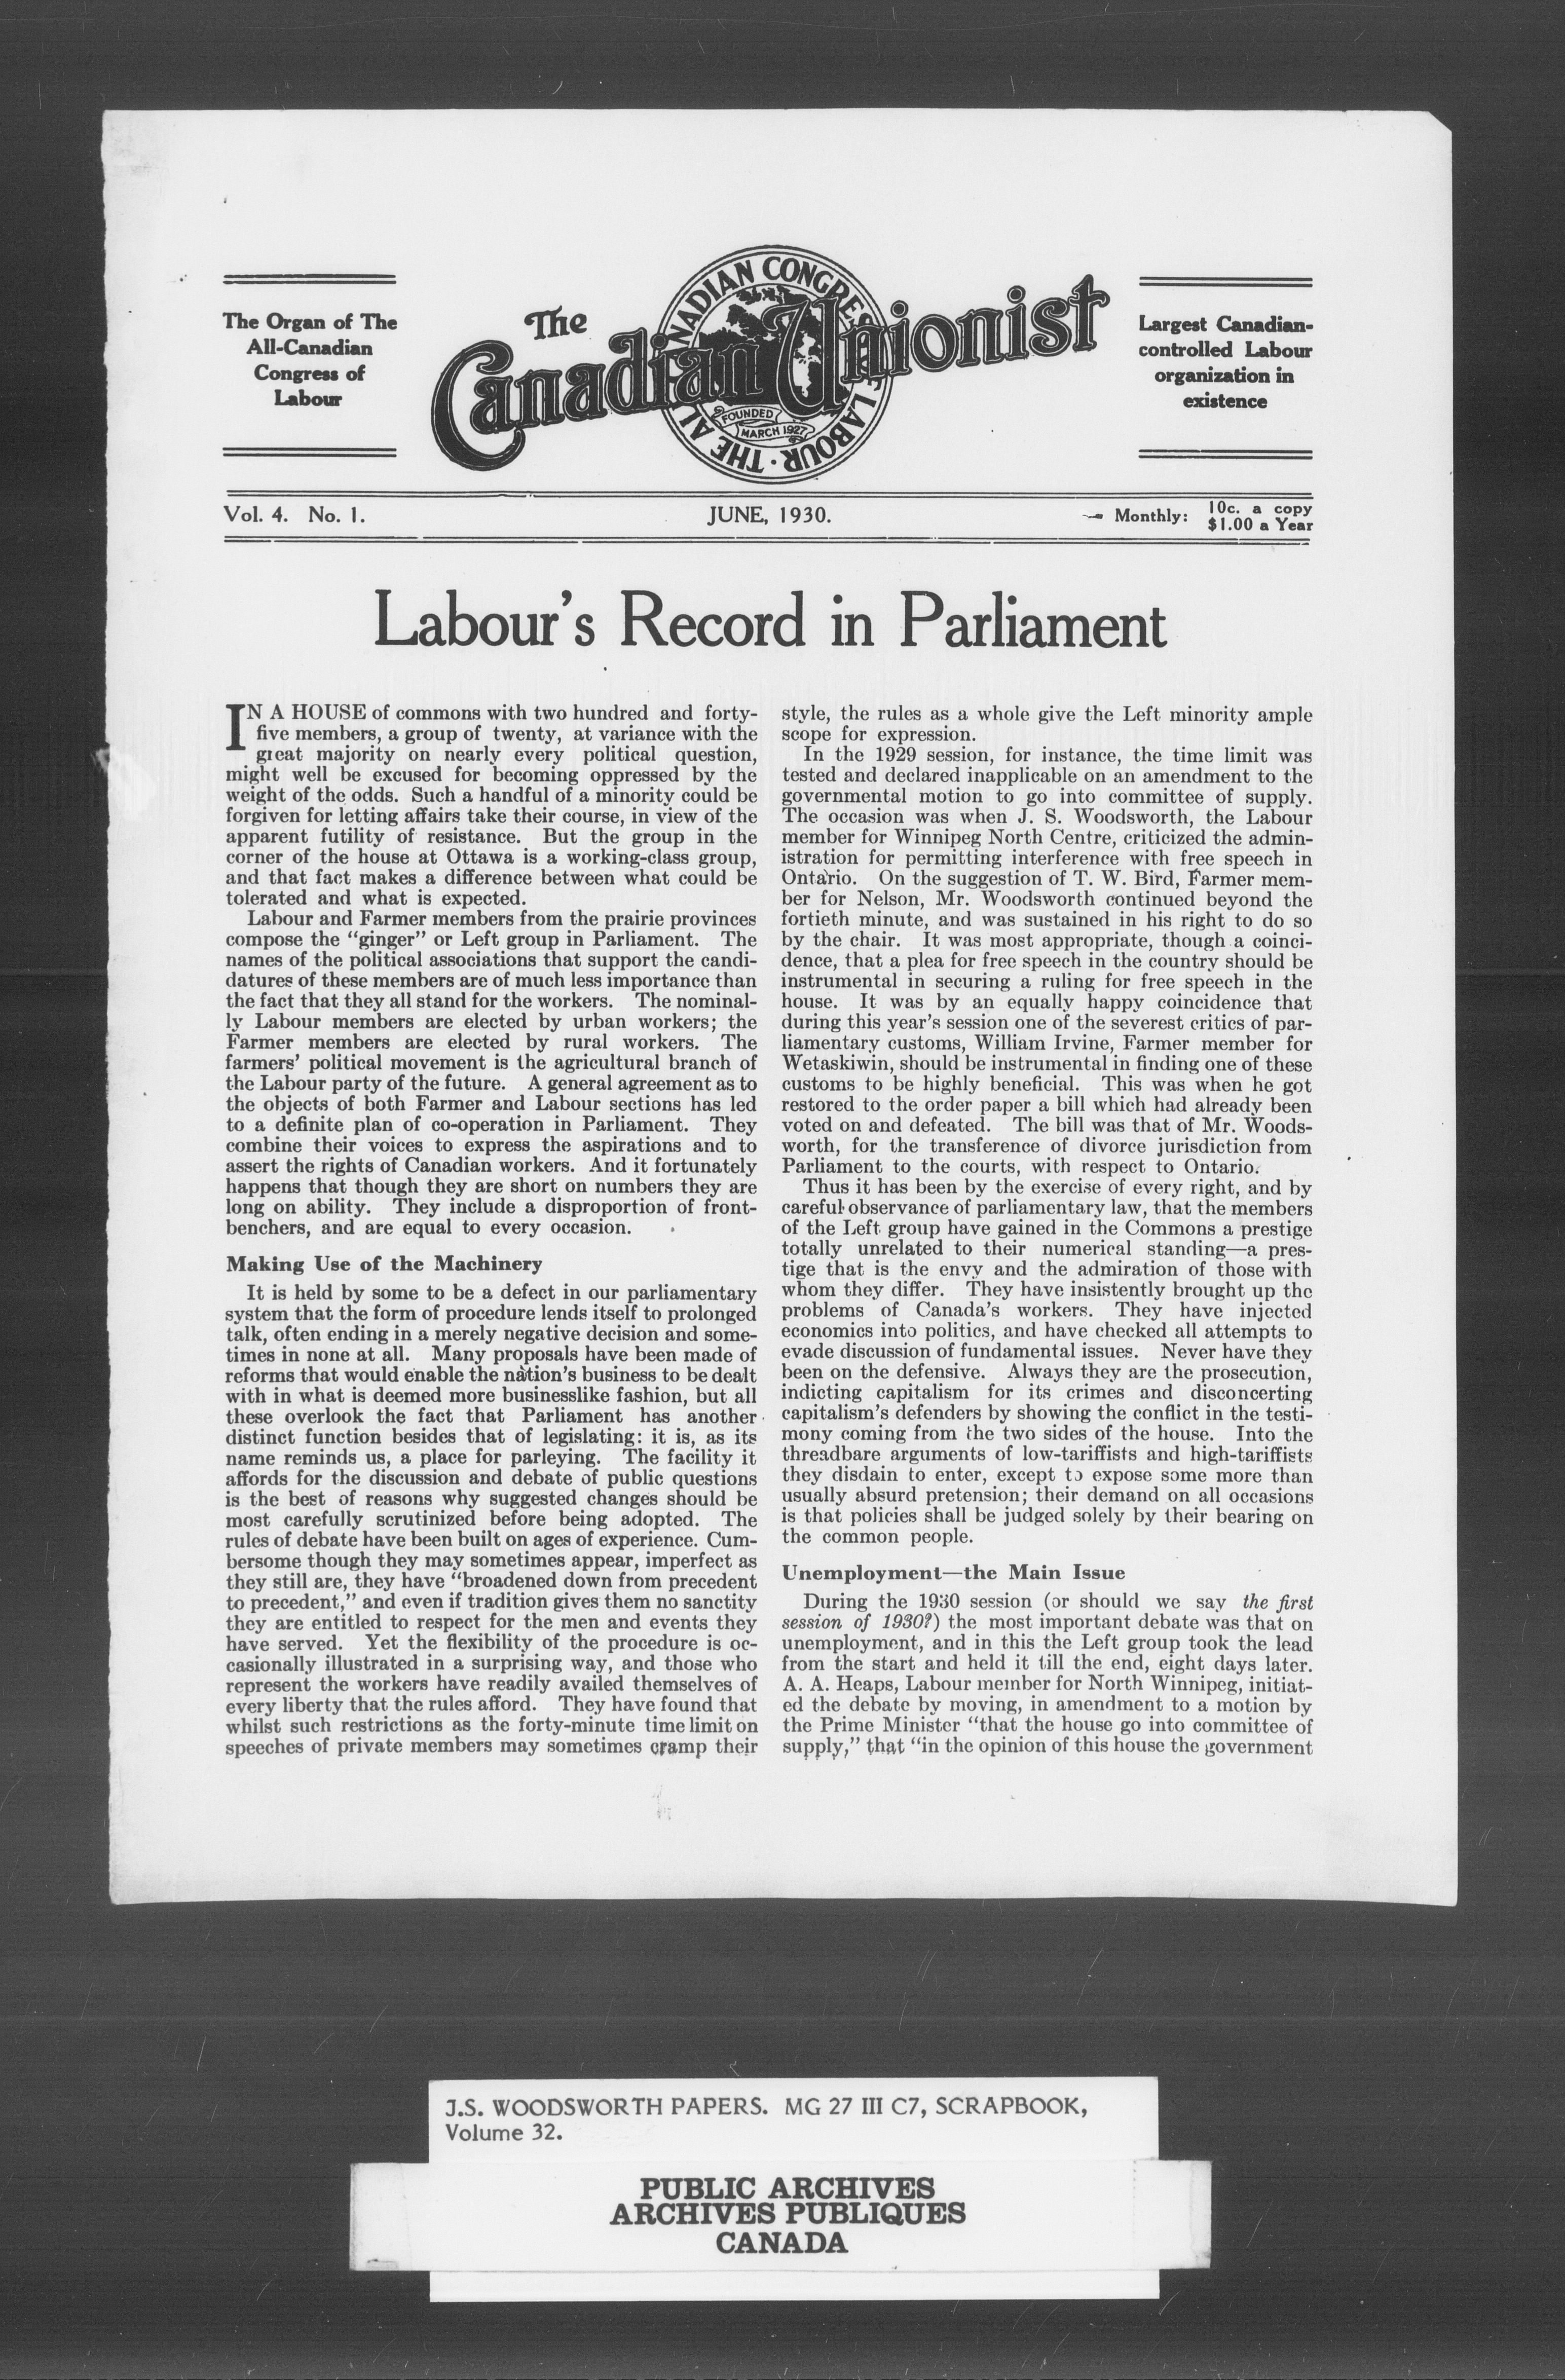 The Organ of The
All-Canadian
Congress of
Labour
The
Canadian Unionist
THE ALL-CANADIAN CONGRESS OF LABOUR
FOUNDED
MARCH 1927
Largest Canadian-
controlled Labour
organization in
existence
Vol. 4. No. 1.
JUNE, 1930.
Monthly: 10c. a copy
$1.00 a Year
Labour's Record in Parliament
IN A HOUSE of commons with two hundred and forty-
five members, a group of twenty, at variance with the
great majority on nearly every political question,
might well be excused for becoming oppressed by the
weight of the odds. Such a handful of a minority could be
forgiven for letting affairs take their course, in view of the
apparent futility of resistance. But the group in the
corner of the house at Ottawa is a working-class group,
and that fact makes a difference between what could be
tolerated and what is expected.
Labour and Farmer members from the prairie provinces
compose the "ginger" or Left group in Parliament. The
names of the political associations that support the candi-
datures of these members are of much less importance than
the fact that they all stand for the workers. The nominal-
ly Labour members are elected by urban workers; the
Farmer members are elected by rural workers. The
farmers' political movement is the agricultural branch of
the Labour party of the future. A general agreement as to
the objects of both Farmer and Labour sections has led
to a definite plan of co-operation in Parliament. They
combine their voices to express the aspirations and to
assert the rights of Canadian workers. And it fortunately
happens that though they are short on numbers they are
long on ability. They include a disproportion of front-
benchers, and are equal to every occasion.
Making Use of the Machinery
It is held by some to be a defect in our parliamentary
system that the form of procedure lends itself to prolonged
talk, often ending in a merely negative decision and some-
times in none at all. Many proposals have been made of
reforms that would enable the nation's business to be dealt
with in what is deemed more businesslike fashion, but all
these overlook the fact that Parliament has another
distinct function besides that of legislating: it is, as its
name reminds us, a place for parleying. The facility it
affords for the discussion and debate of public questions
is the best of reasons why suggested changes should be
most carefully scrutinized before being adopted. The
rules of debate have been built on ages of experience. Cum-
bersome though they may sometimes appear, imperfect as
they still are, they have "broadened down from precedent
to precedent," and even if tradition gives them no sanctity
they are entitled to respect for the men and events they
have served. Yet the flexibility of the procedure is oc-
casionally illustrated in a surprising way, and those who
represent the workers have readily availed themselves of
every liberty that the rules afford. They have found that
whilst such restrictions as the forty-minute time limit on
speeches of private members may sometimes cramp their
style, the rules as a whole give the Left minority ample
scope for expression.
In the 1929 session, for instance, the time limit was
tested and declared inapplicable on an amendment to the
governmental motion to go into committee of supply.
The occasion was when J. S. Woodsworth, the Labour
member for Winnipeg North Centre, criticized the admin-
istration for permitting interference with free speech in
Ontario. On the suggestion of T. W. Bird, Farmer mem-
ber for Nelson, Mr. Woodsworth continued beyond the
fortieth minute, and was sustained in his right to do so
by the chair. It was most appropriate, though a coinci-
dence, that a plea for free speech in the country should be
instrumental in securing a ruling for free speech in the
house. It was by an equally happy coincidence that
during this year's session one of the severest critics of par-
liamentary customs, William Irvine, Farmer member for
Wetaskiwin, should be instrumental in finding one of these
customs to be highly beneficial. This was when he got
restored to the order paper a bill which had already been
voted on and defeated. The bill was that of Mr. Woods-
worth, for the transference of divorce jurisdiction from
Parliament to the courts, with respect to Ontario.
Thus it has been by the exercise of every right, and by
careful observance of parliamentary law, that the members
of the Left group have gained in the Commons a prestige
totally unrelated to their numerical standing—a pres-
tige that is the envy and the admiration of those with
whom they differ. They have insistently brought up the
problems of Canada's workers. They have injected
economics into politics, and have checked all attempts to
evade discussion of fundamental issues. Never have they
been on the defensive. Always they are the prosecution,
indicting capitalism for its crimes and disconcerting
capitalism's defenders by showing the conflict in the testi-
mony coming from the two sides of the house. Into the
threadbare arguments of low-tariffists and high-tariffists
they disdain to enter, except to expose some more than
usually absurd pretension; their demand on all occasions
is that policies shall be judged solely by their bearing on
the common people.
Unemployment—the Main Issue
During the 1930 session (or should we say the first
session of 1930?) the most important debate was that on
unemployment, and in this the Left group took the lead
from the start and held it till the end, eight days later.
A. A. Heaps, Labour member for North Winnipeg, initiat-
ed the debate by moving, in amendment to a motion by
the Prime Minister "that the house go into committee of
supply," that "in the opinion of this house the government
J.S. WOODSWORTH PAPERS. MG 27 III C7, SCRAPBOOK,
Volume 32.
PUBLIC ARCHIVES
ARCHIVES PUBLIQUES
CANADA